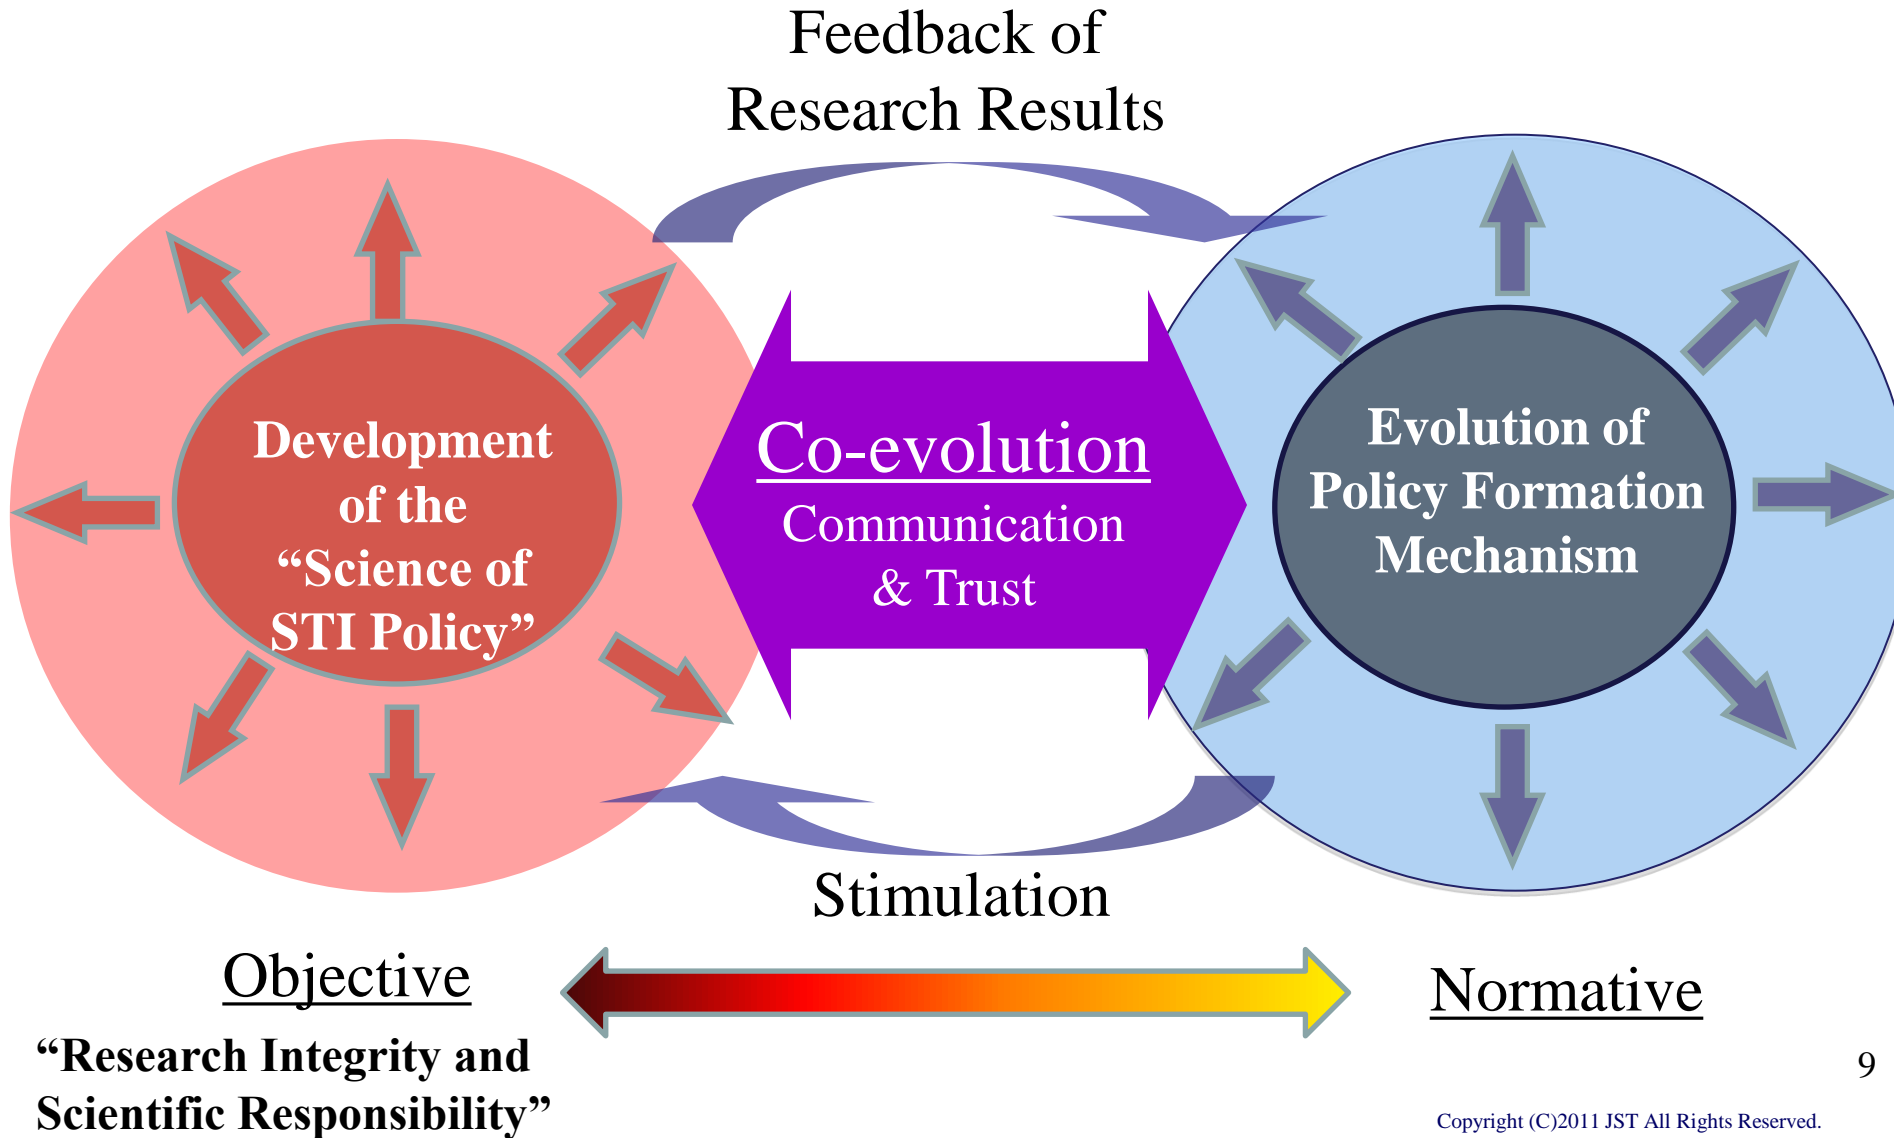 Feedback of
Research Results
Development
of the
“Science of
STI Policy”
Co-evolution
Communication
& Trust
Evolution of
Policy Formation
Mechanism
Stimulation
Objective
Normative
“Research Integrity and
Scientific Responsibility”
9
Copyright (C)2011 JST All Rights Reserved.